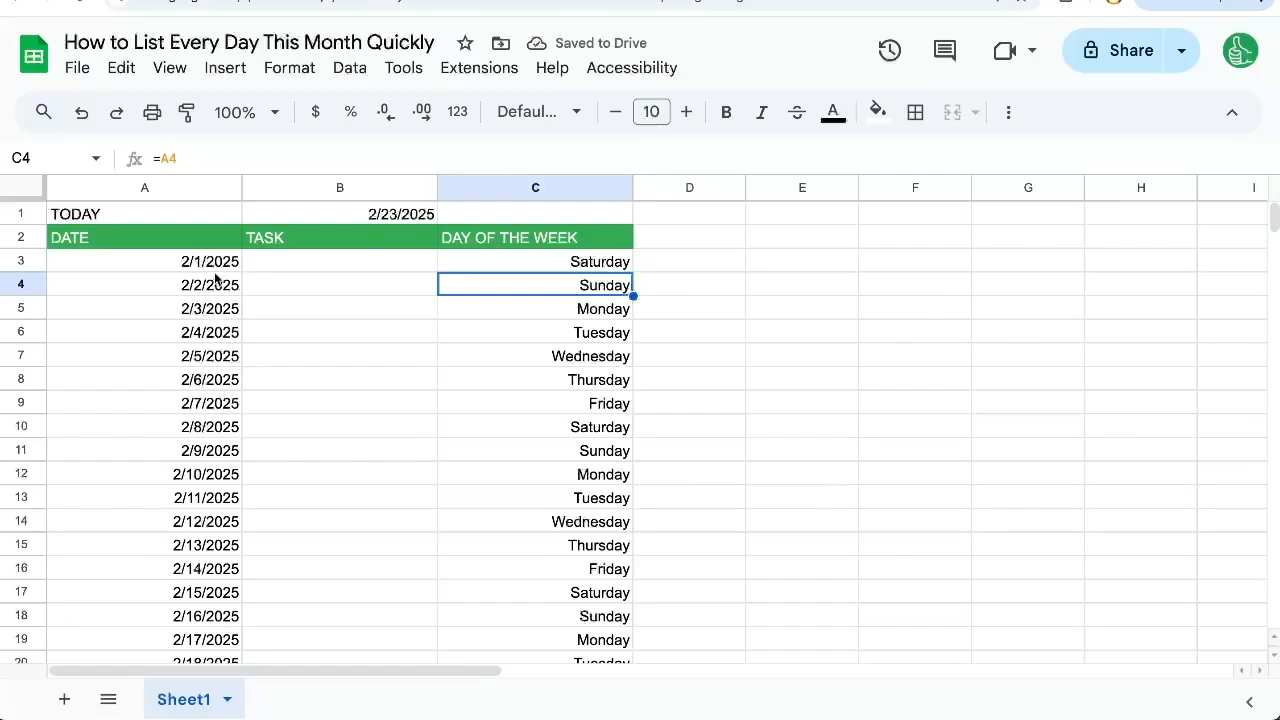 How to List Every Day This Month Quickly
Saved to Drive
Share
File Edit View Insert Format Data Tools Extensions Help Accessibility
100% $ % .0 .00 123 Defaul... 10 B I A
C4 fx =A4
A B C D E F G H I
1 TODAY 2/23/2025
2 DATE TASK DAY OF THE WEEK
3 2/1/2025 Saturday
4 2/2/2025 Sunday
5 2/3/2025 Monday
6 2/4/2025 Tuesday
7 2/5/2025 Wednesday
8 2/6/2025 Thursday
9 2/7/2025 Friday
10 2/8/2025 Saturday
11 2/9/2025 Sunday
12 2/10/2025 Monday
13 2/11/2025 Tuesday
14 2/12/2025 Wednesday
15 2/13/2025 Thursday
16 2/14/2025 Friday
17 2/15/2025 Saturday
18 2/16/2025 Sunday
19 2/17/2025 Monday
20 2/18/2025 Tuesday
Sheet1